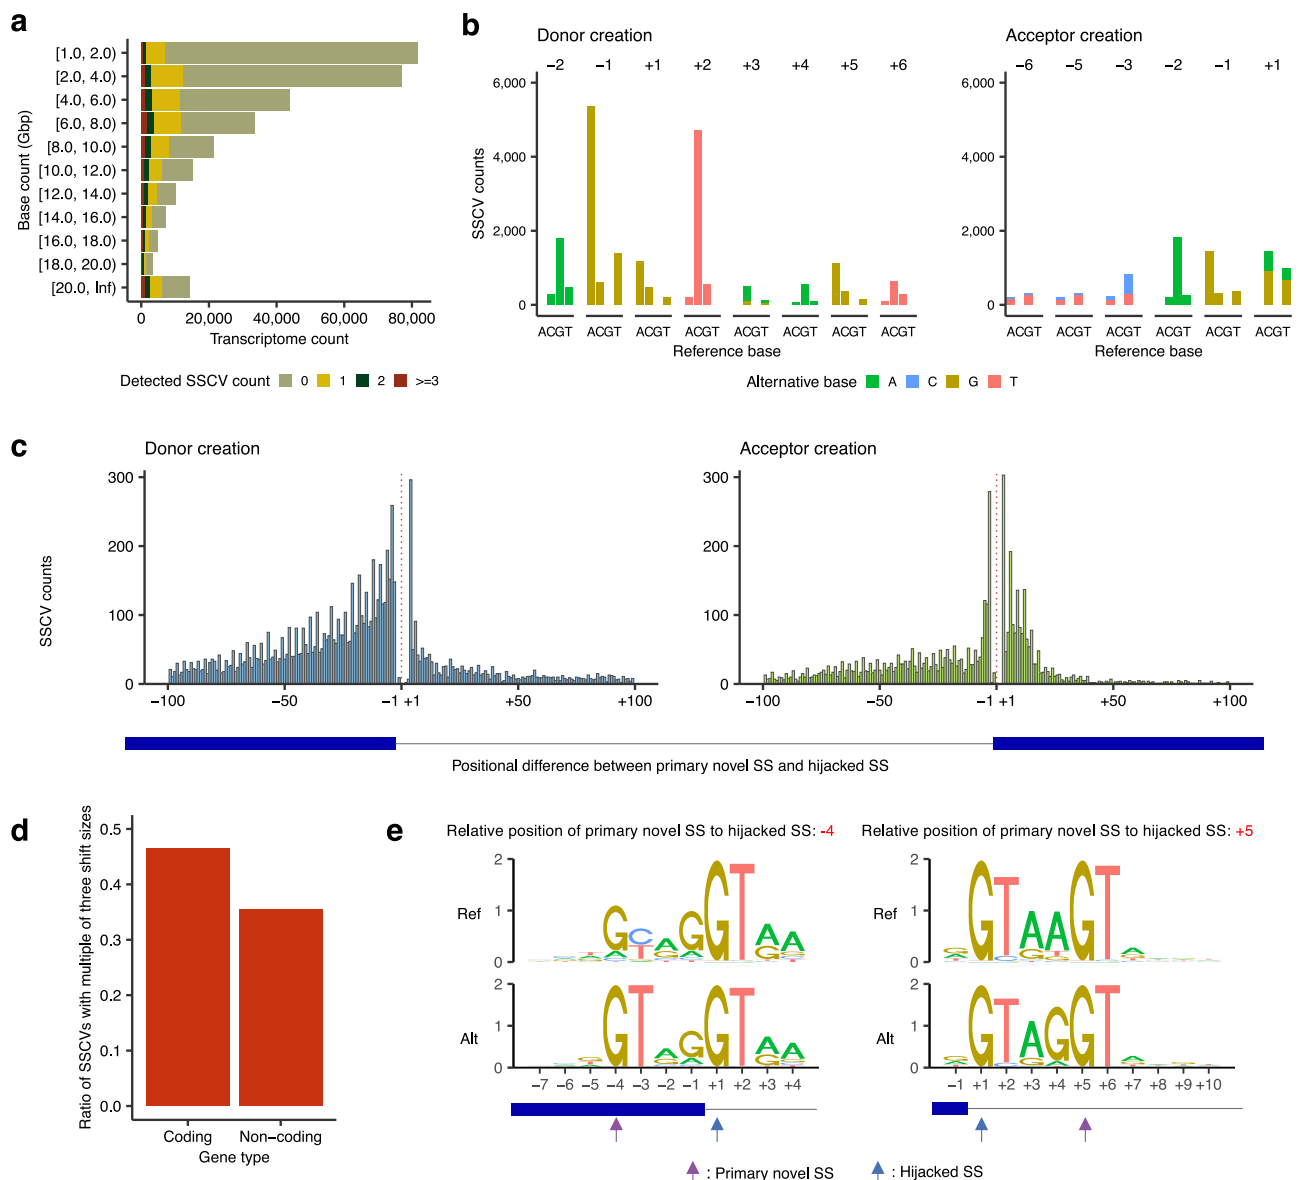 a
[1.0, 2.0)
[2.0, 4.0)
[4.0, 6.0)
[6.0, 8.0)
[8.0, 10.0)
[10.0, 12.0)
[12.0, 14.0)
[14.0, 16.0)
[16.0, 18.0)
[18.0, 20.0)
[20.0, Inf)
Base count (Gbp)
0 20,000 40,000 60,000 80,000
Transcriptome count
Detected SSCV count 0 1 2 >=3
b
Donor creation
−2 −1 +1 +2 +3 +4 +5 +6
6,000
4,000
2,000
0
SSCV counts
ACGT ACGT ACGT ACGT ACGT ACGT ACGT ACGT
Reference base
Acceptor creation
−6 −5 −3 −2 −1 +1
6,000
4,000
2,000
0
ACGT ACGT ACGT ACGT ACGT ACGT
Reference base
Alternative base A C G T
c
Donor creation
300
200
100
0
SSCV counts
−100 −50 −1 +1 +50 +100
Acceptor creation
300
200
100
0
−100 −50 −1 +1 +50 +100
Positional difference between primary novel SS and hijacked SS
d
Ratio of SSCVs with multiple of three shift sizes
0.5
0.4
0.3
0.2
0.1
0.0
Coding Non−coding
Gene type
e
Relative position of primary novel SS to hijacked SS: -4
2
1
0
Ref
2
1
0
Alt
−7 −6 −5 −4 −3 −2 −1 +1 +2 +3 +4
Relative position of primary novel SS to hijacked SS: +5
2
1
0
Ref
2
1
0
Alt
−1 +1 +2 +3 +4 +5 +6 +7 +8 +9 +10
: Primary novel SS
: Hijacked SS